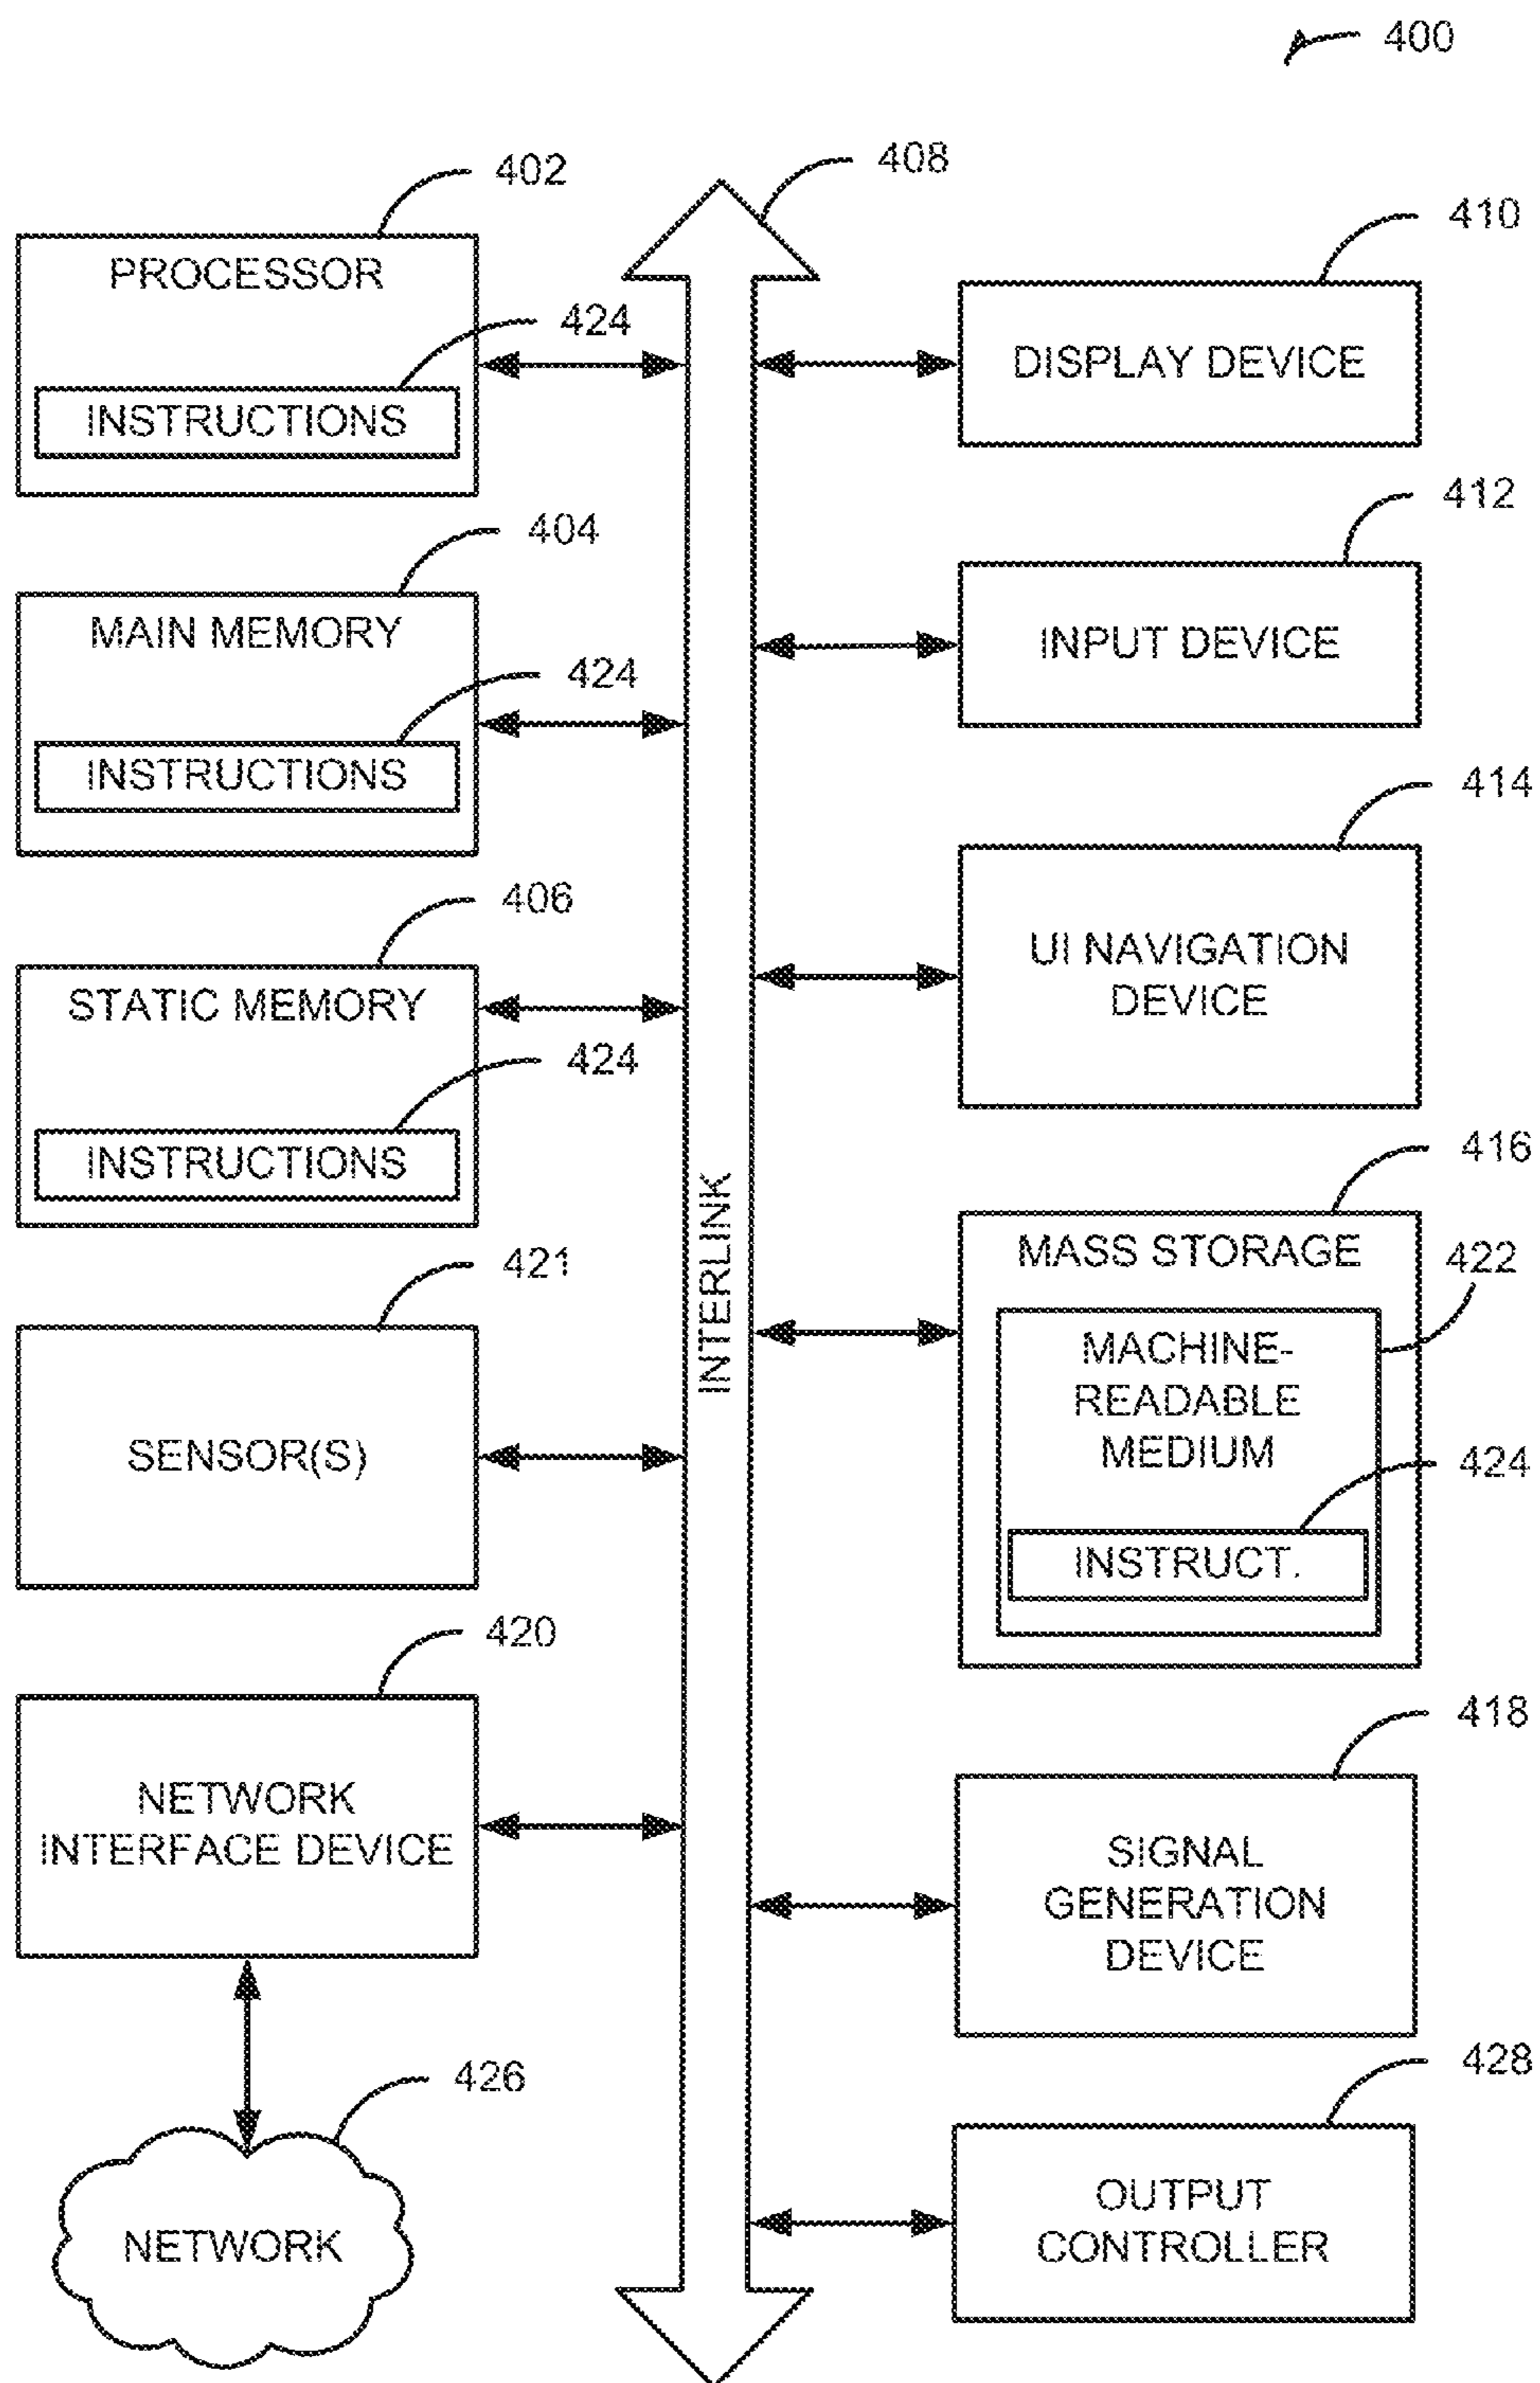 400
408
402
PROCESSOR
424
INSTRUCTIONS
404
MAIN MEMORY
424
INSTRUCTIONS
406
STATIC MEMORY
424
INSTRUCTIONS
421
SENSOR(S)
420
NETWORK
INTERFACE DEVICE
426
NETWORK
INTERLINK
410
DISPLAY DEVICE
412
INPUT DEVICE
414
UI NAVIGATION
DEVICE
416
MASS STORAGE
422
MACHINE-
READABLE
MEDIUM
424
INSTRUCT.
418
SIGNAL
GENERATION
DEVICE
428
OUTPUT
CONTROLLER